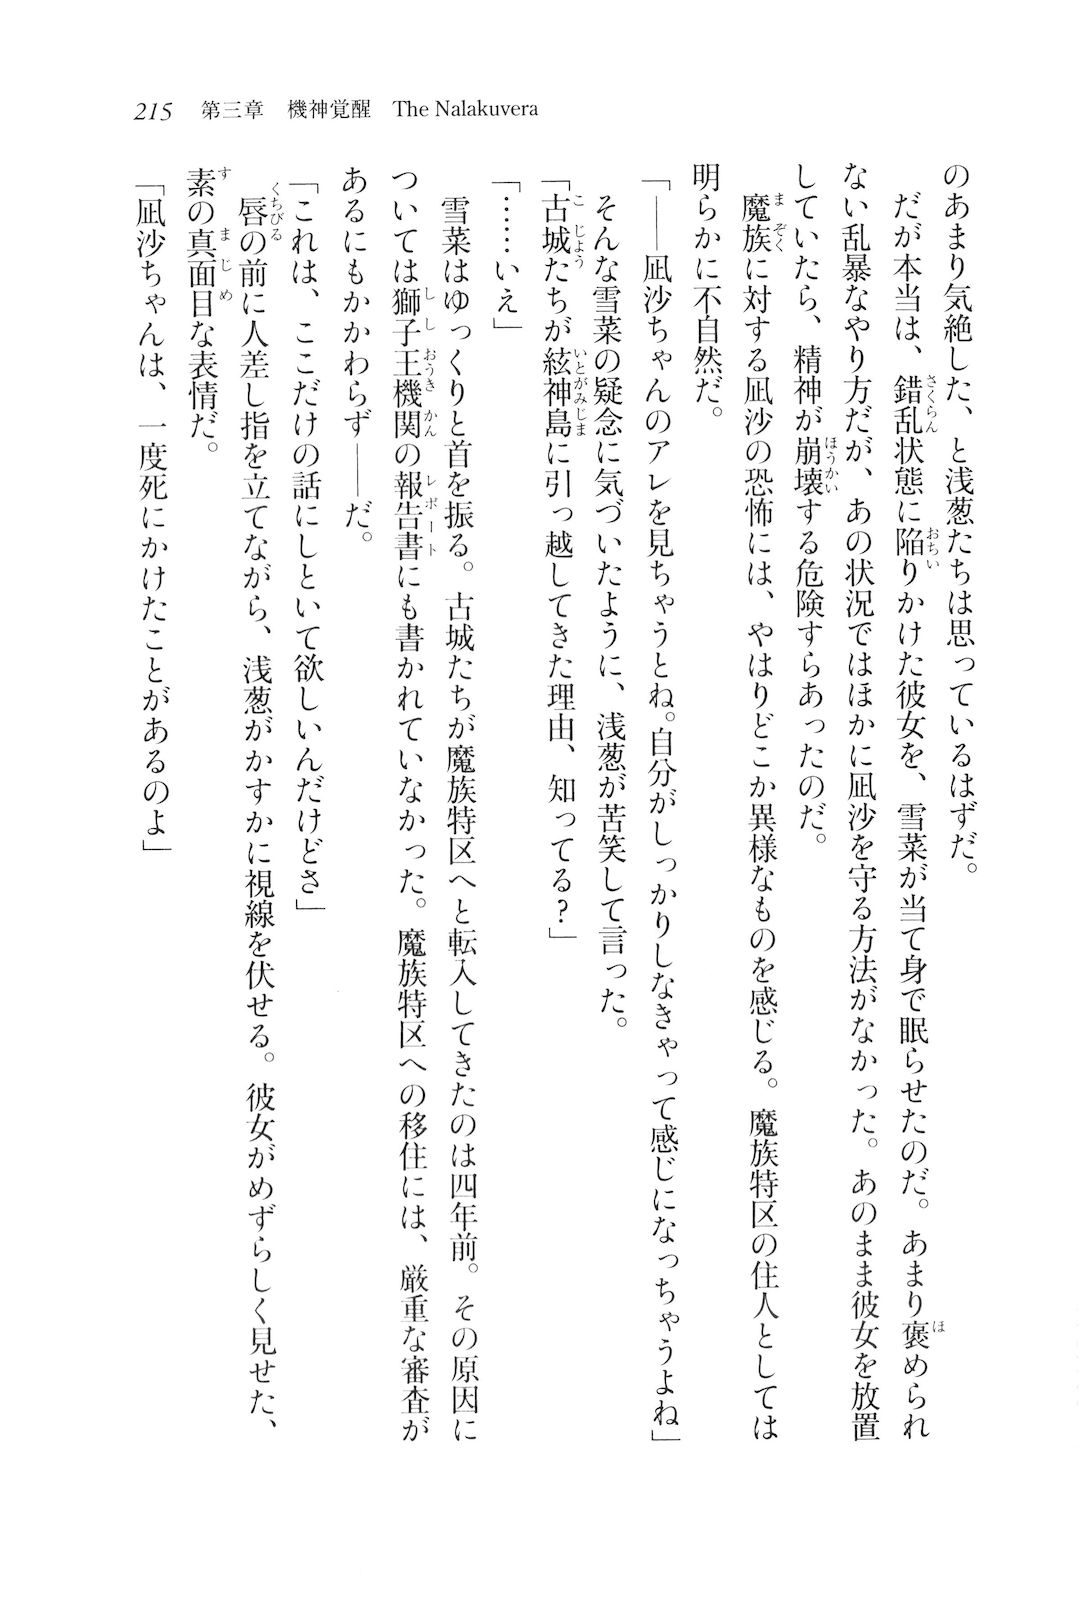 215 第三章 機神覚醒 The Nalakuvera
のあまり気絶した、と浅葱たちは思っているはずだ。
だが本当は、錯乱状態に陥りかけた彼女を、雪菜が当て身で眠らせたのだ。あまり褒められ
ない乱暴なやり方だが、あの状況ではほかに凪沙を守る方法がなかった。あのまま彼女を放置
していたら、精神が崩壊する危険すらあったのだ。
魔族に対する凪沙の恐怖には、やはりどこか異様なものを感じる。魔族特区の住人としては
明らかに不自然だ。
「――凪沙ちゃんのアレを見ちゃうとね。自分がしっかりしなきゃって感じになっちゃうよね」
そんな雪菜の疑念に気づいたように、浅葱が苦笑して言った。
「古城たちが絃神島に引っ越してきた理由、知ってる?」
「……いえ」
雪菜はゆっくりと首を振る。古城たちが魔族特区へと転入してきたのは四年前。その原因に
ついては獅子王機関の報告書にも書かれていなかった。魔族特区への移住には、厳重な審査が
あるにもかかわらず――だ。
「これは、ここだけの話にしといて欲しいんだけどさ」
唇の前に人差し指を立てながら、浅葱がかすかに視線を伏せる。彼女がめずらしく見せた、
素の真面目な表情だ。
「凪沙ちゃんは、一度死にかけたことがあるのよ」